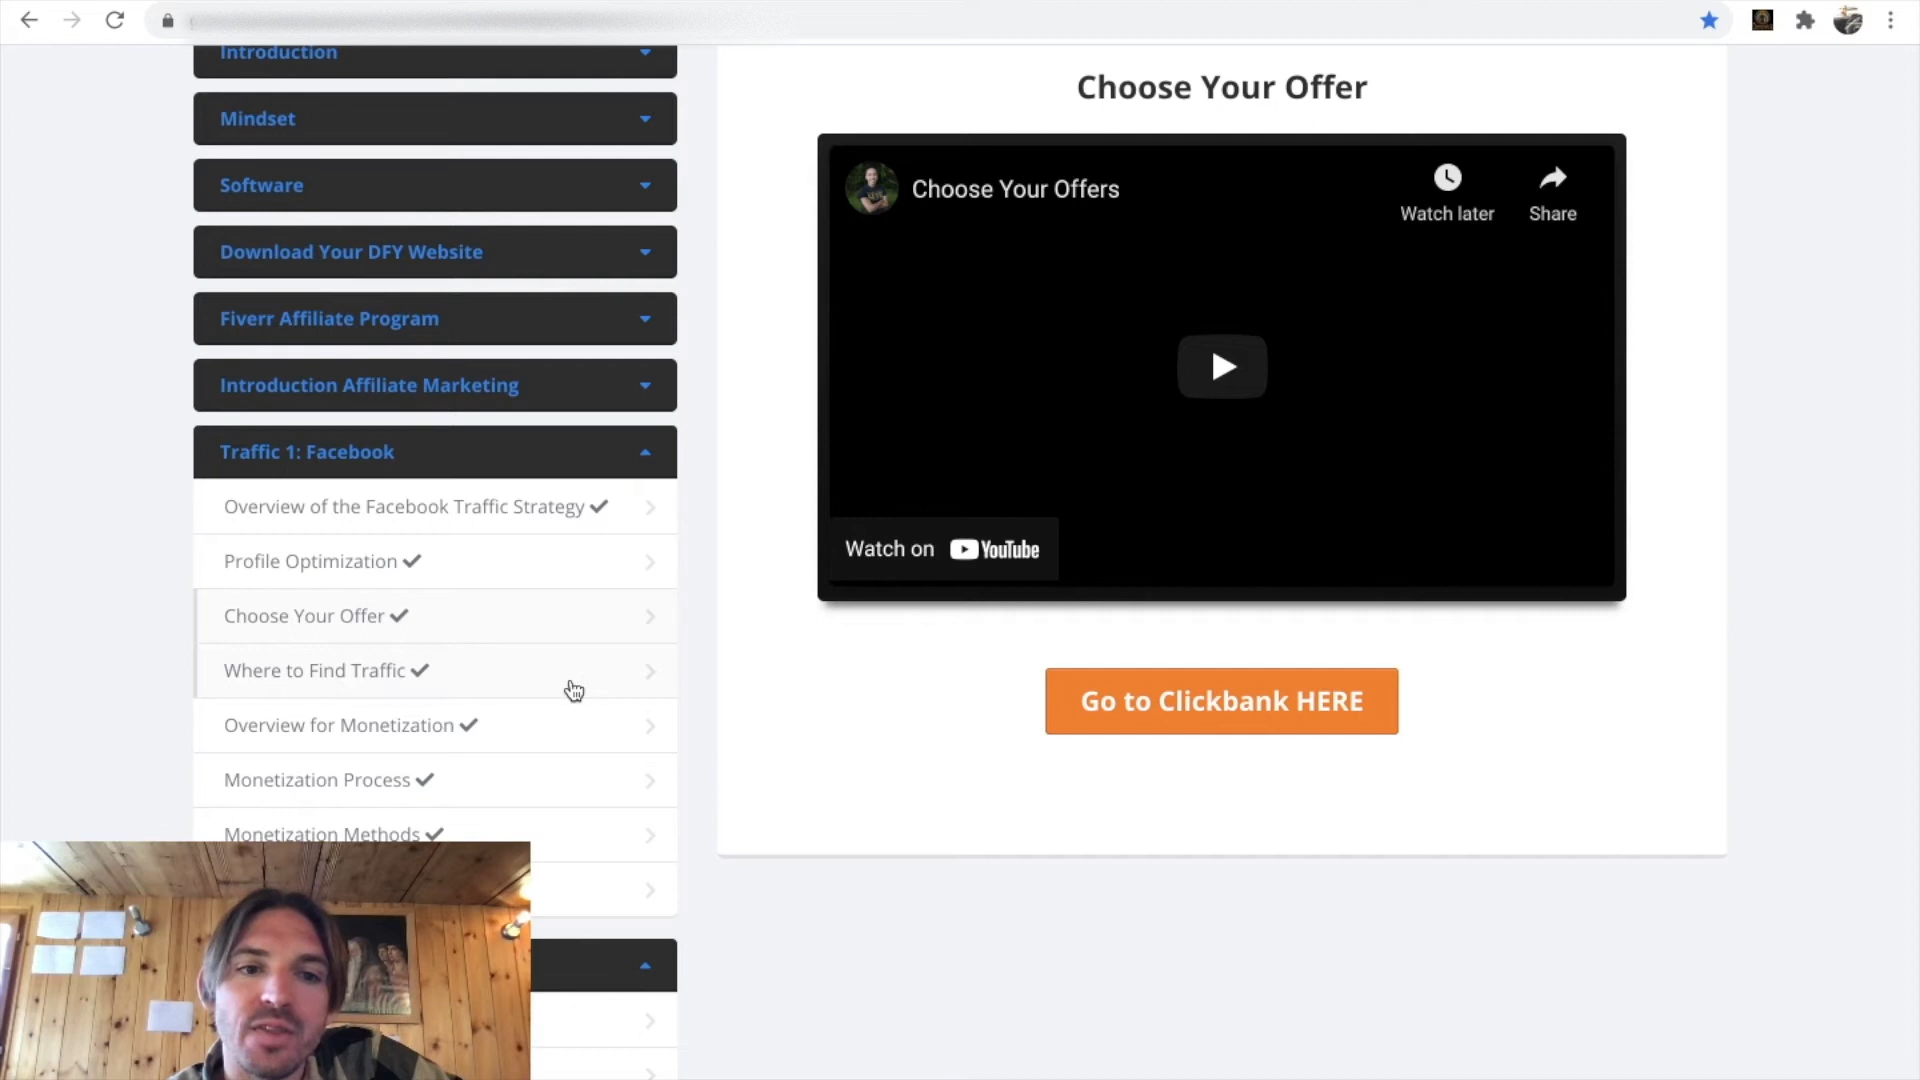 Introduction
Mindset
Software
Download Your DFY Website
Fiverr Affiliate Program
Introduction Affiliate Marketing
Traffic 1: Facebook
Overview of the Facebook Traffic Strategy
Profile Optimization
Choose Your Offer
Where to Find Traffic
Overview for Monetization
Monetization Process
Monetization Methods
Choose Your Offer
Choose Your Offers
Watch later
Share
Watch on YouTube
Go to Clickbank HERE